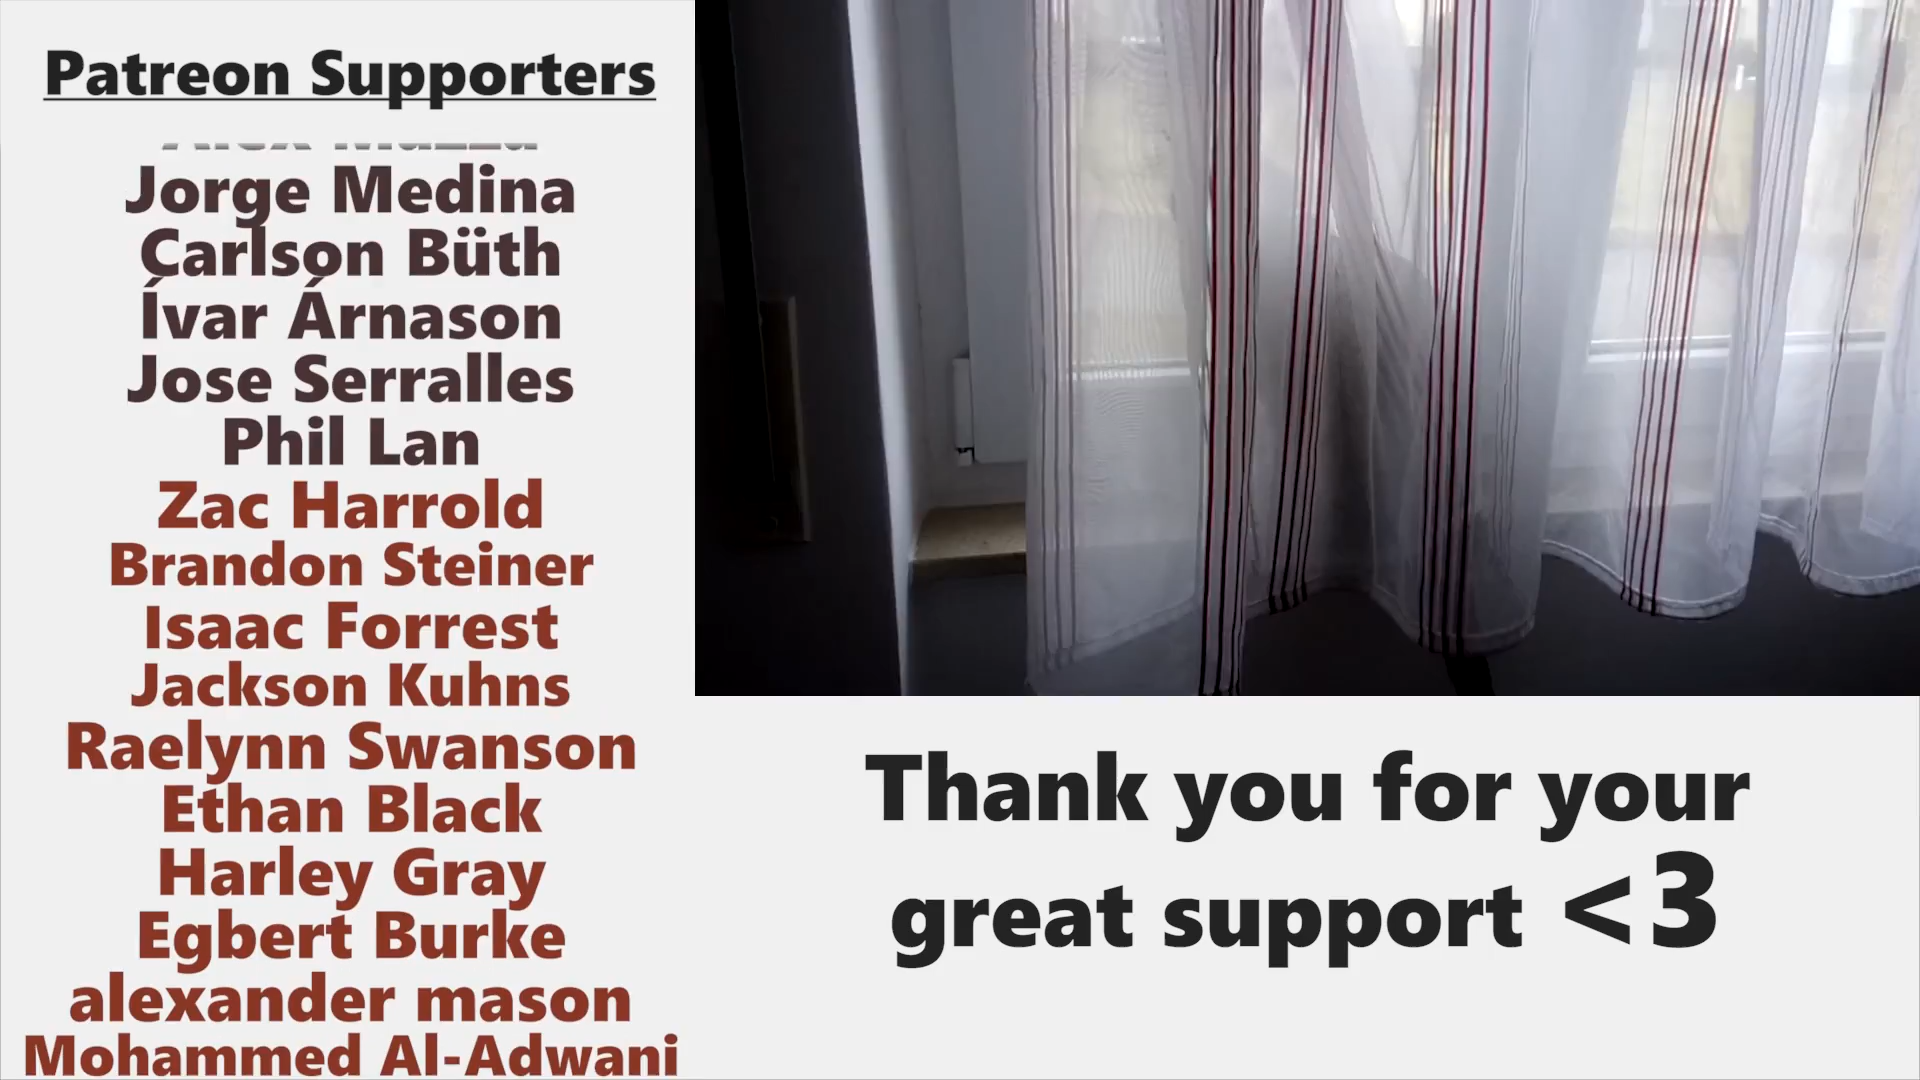 Patreon Supporters
Jorge Medina
Carlson Büth
Ívar Árnason
Jose Serralles
Phil Lan
Zac Harrold
Brandon Steiner
Isaac Forrest
Jackson Kuhns
Raelynn Swanson
Ethan Black
Harley Gray
Egbert Burke
alexander mason
Mohammed Al-Adwani
Thank you for your
great support <3